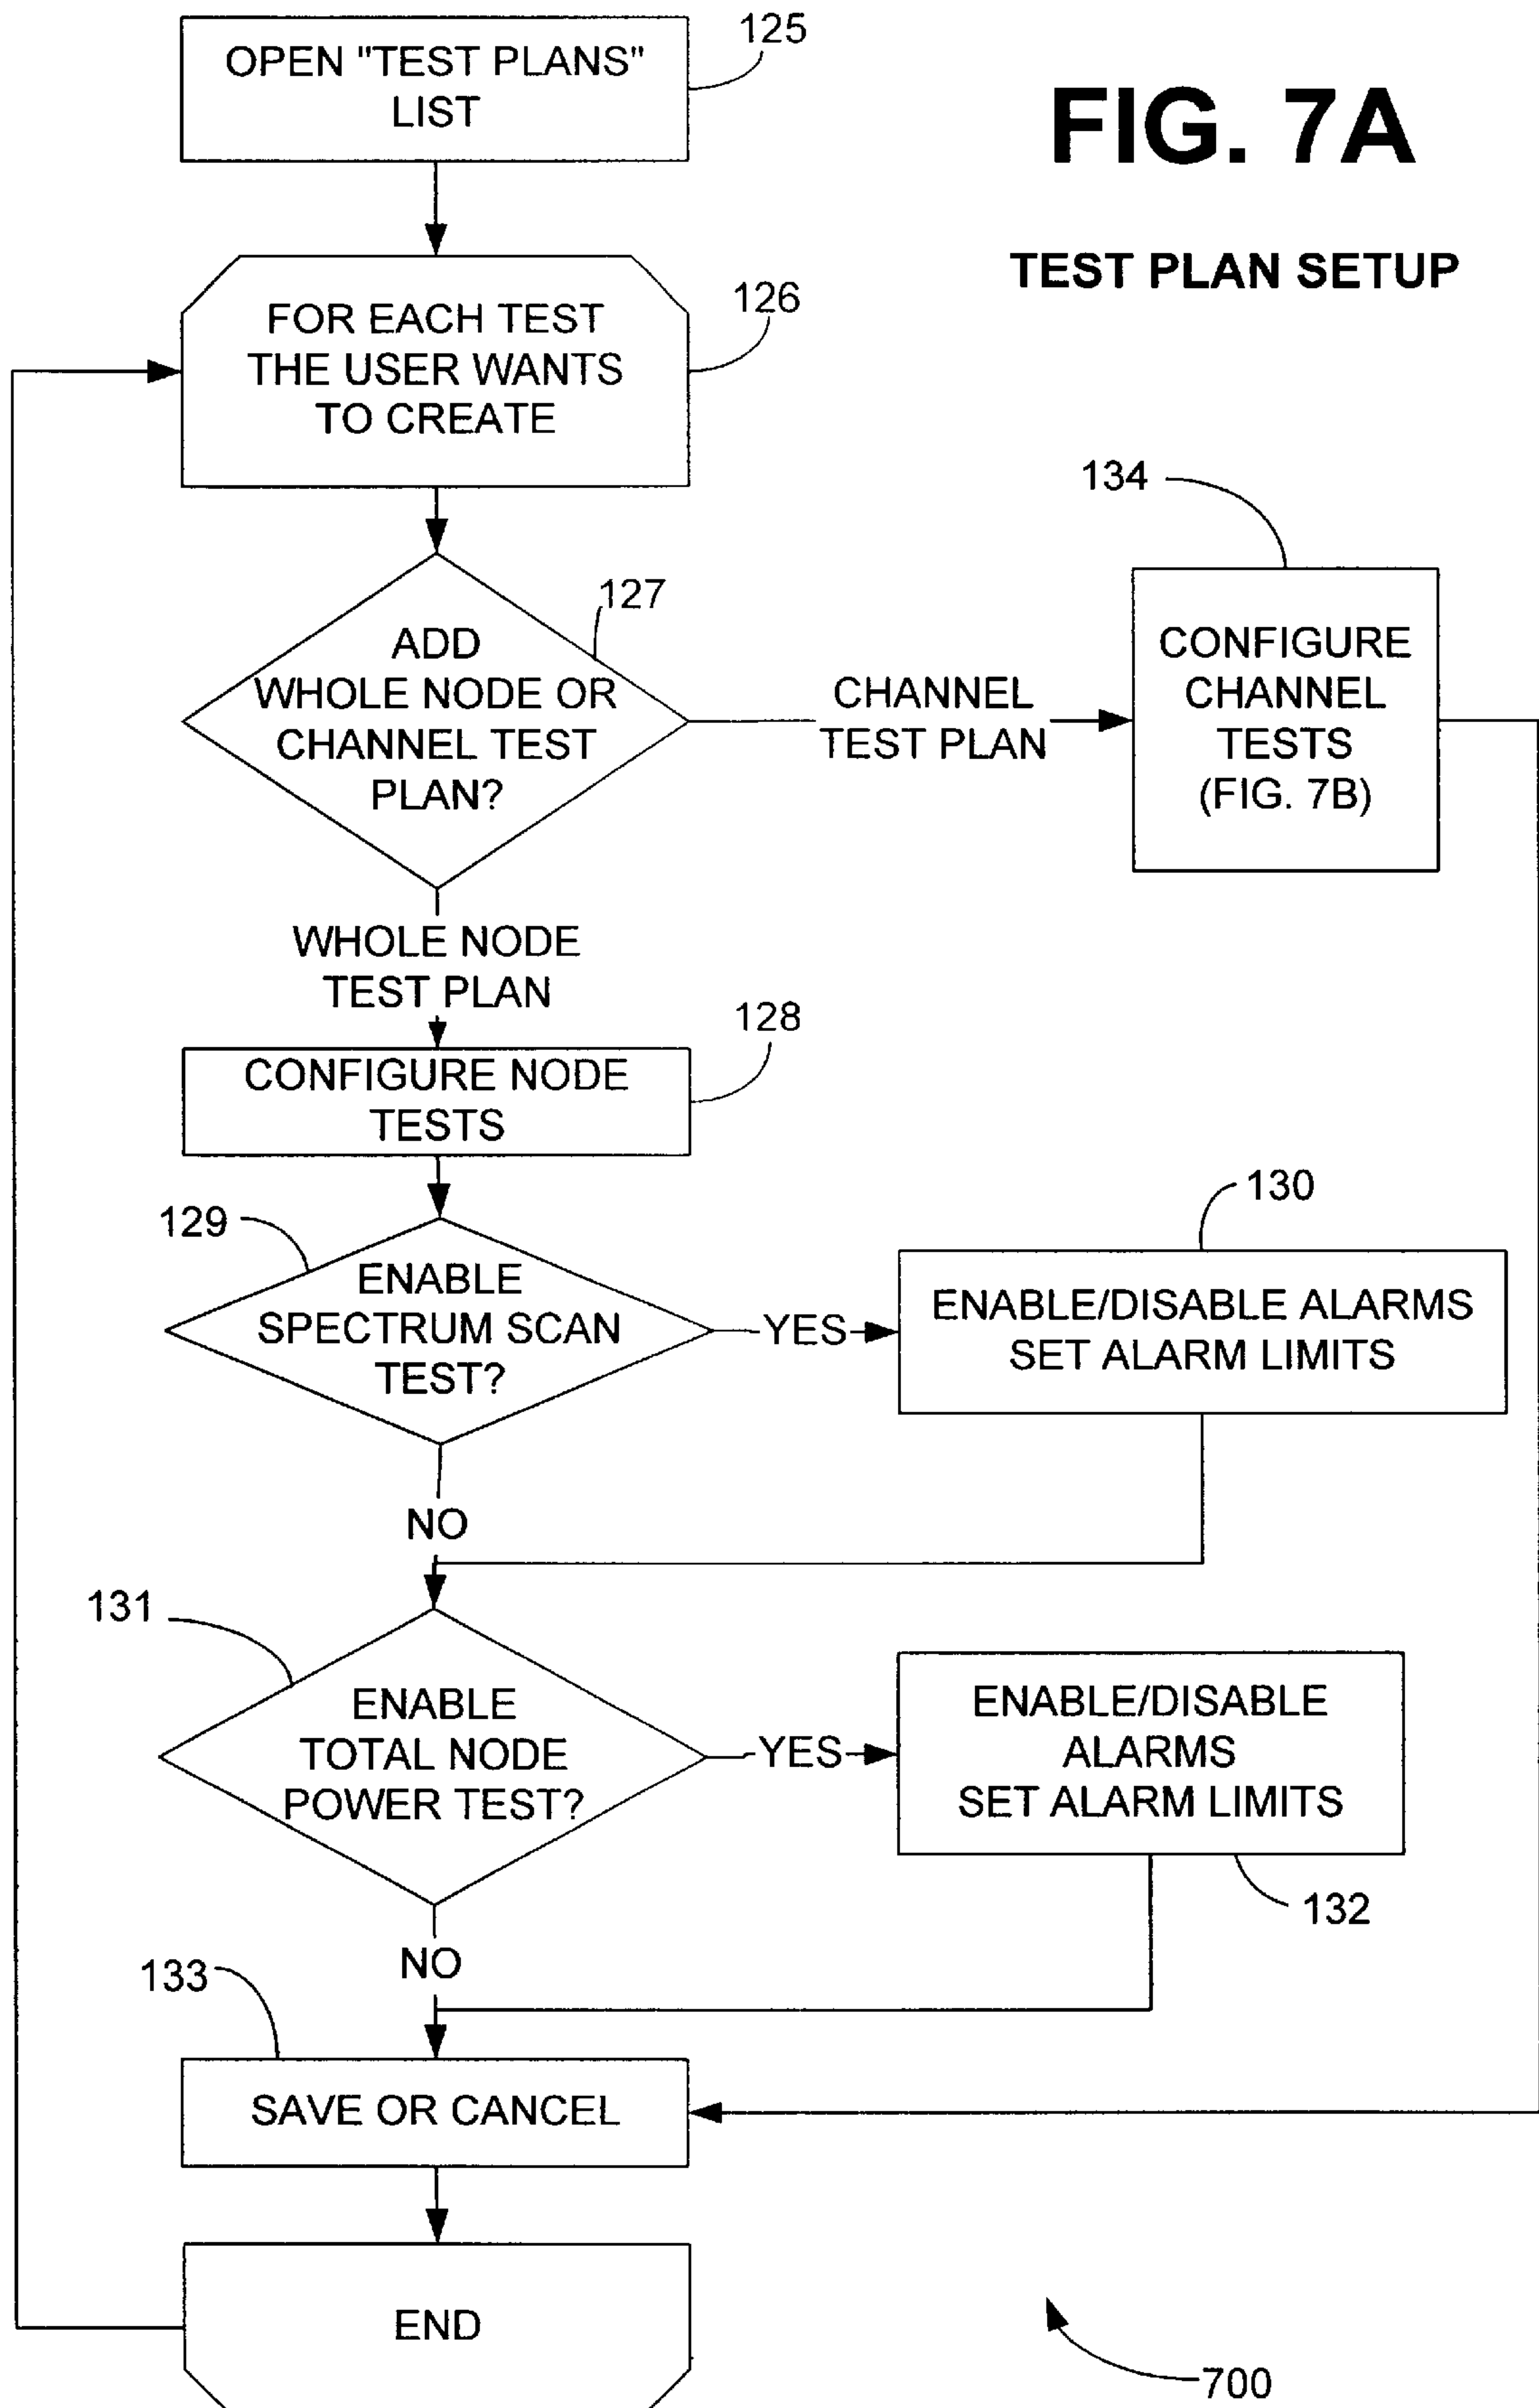 125
OPEN "TEST PLANS"
LIST
FIG. 7A
TEST PLAN SETUP
126
FOR EACH TEST
THE USER WANTS
TO CREATE
134
127
ADD
WHOLE NODE OR
CHANNEL TEST
PLAN?
CHANNEL
TEST PLAN
CONFIGURE
CHANNEL
TESTS
(FIG. 7B)
WHOLE NODE
TEST PLAN
128
CONFIGURE NODE
TESTS
129
130
ENABLE
SPECTRUM SCAN
TEST?
YES
ENABLE/DISABLE ALARMS
SET ALARM LIMITS
NO
131
ENABLE
TOTAL NODE
POWER TEST?
YES
ENABLE/DISABLE
ALARMS
SET ALARM LIMITS
132
NO
133
SAVE OR CANCEL
END
700